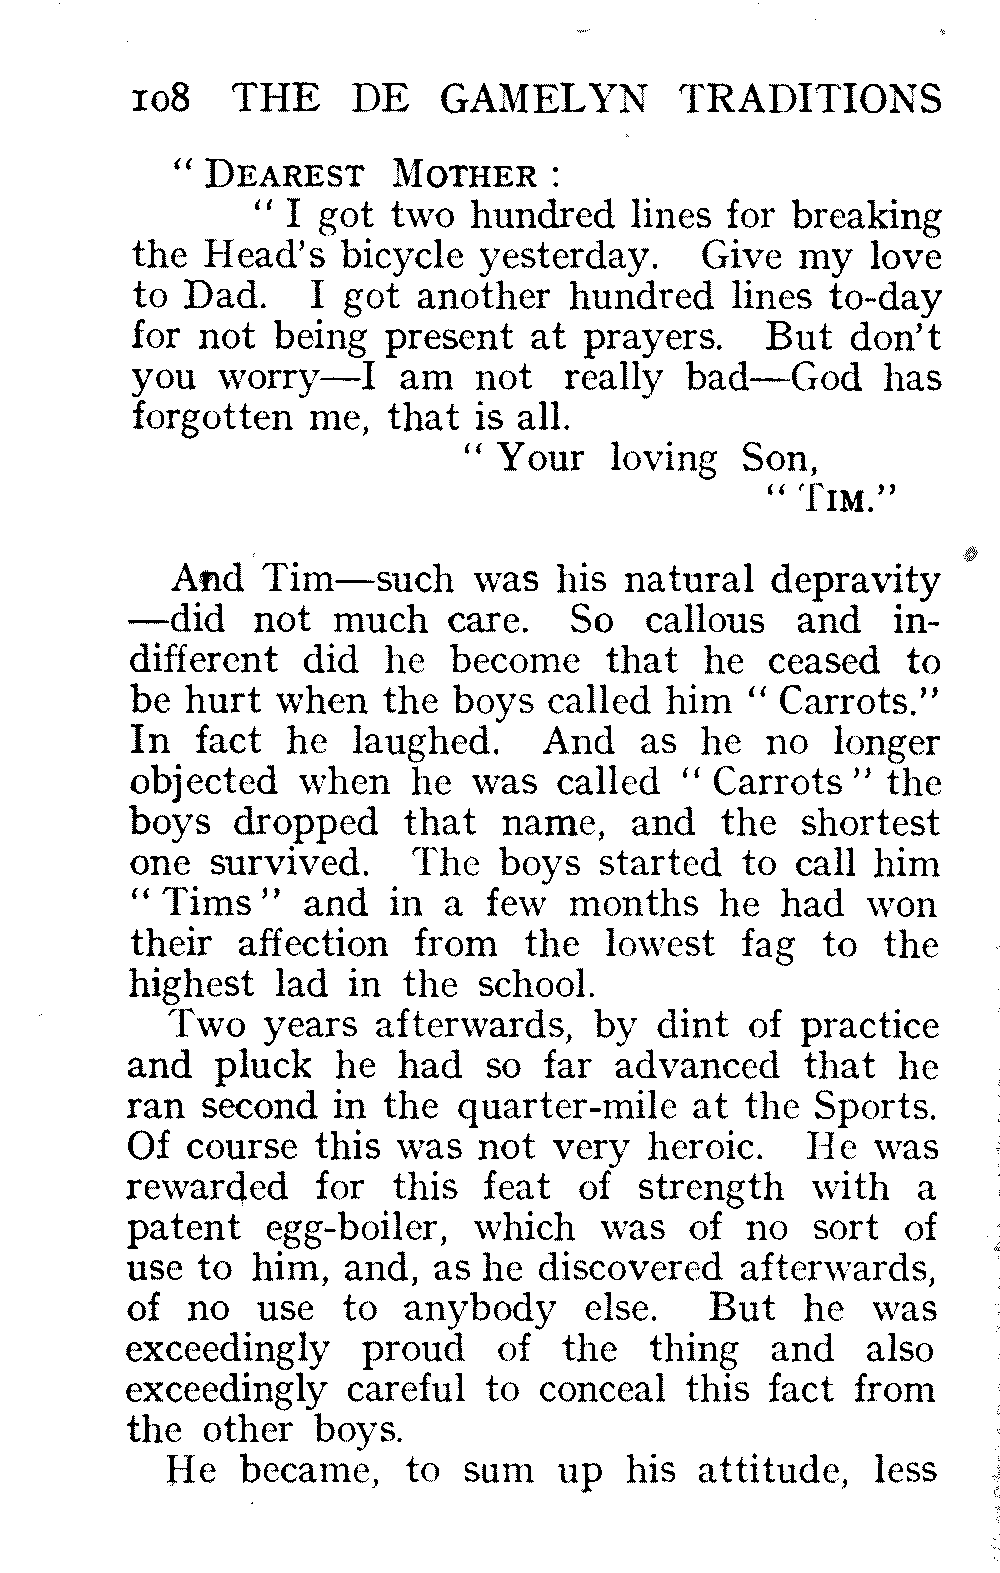 108 THE DE GAMELYN TRADITIONS
“ DEAREST MOTHER :
“ I got two hundred lines for breaking
the Head's bicycle yesterday. Give my love
to Dad. I got another hundred lines to-day
for not being present at prayers. But don't
you worry—I am not really bad—God has
forgotten me, that is all.
“ Your loving Son,
“ TIM.”
And Tim—such was his natural depravity
—did not much care. So callous and in-
different did he become that he ceased to
be hurt when the boys called him “ Carrots.”
In fact he laughed. And as he no longer
objected when he was called “ Carrots ” the
boys dropped that name, and the shortest
one survived. The boys started to call him
“ Tims ” and in a few months he had won
their affection from the lowest fag to the
highest lad in the school.
Two years afterwards, by dint of practice
and pluck he had so far advanced that he
ran second in the quarter-mile at the Sports.
Of course this was not very heroic. He was
rewarded for this feat of strength with a
patent egg-boiler, which was of no sort of
use to him, and, as he discovered afterwards,
of no use to anybody else. But he was
exceedingly proud of the thing and also
exceedingly careful to conceal this fact from
the other boys.
He became, to sum up his attitude, less